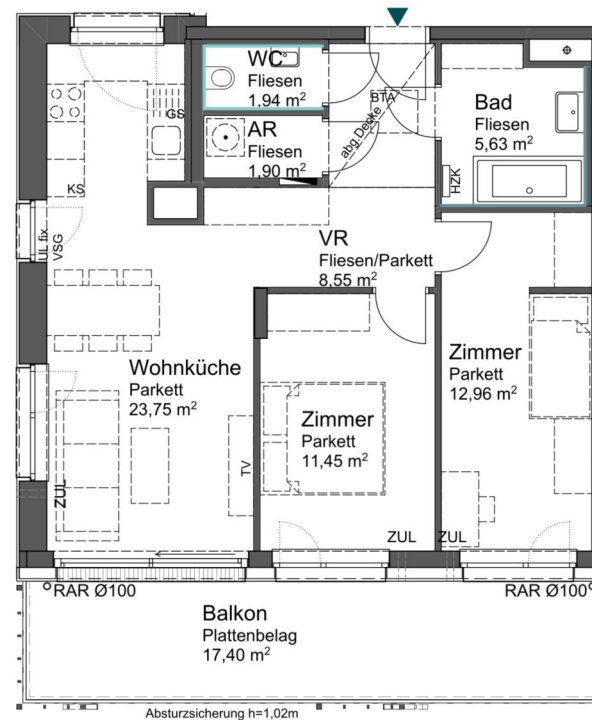 WC
Fliesen
1,94 m²
GS
BTA
abg Decke
Bad
Fliesen
5,63 m²
AR
Fliesen
1,90 m²
HZK
KS
UL fix
VSG
VR
Fliesen/Parkett
8,55 m²
Wohnküche
Parkett
23,75 m²
Zimmer
Parkett
12,96 m²
Zimmer
Parkett
11,45 m²
TV
ZUL
ZUL
ZUL
RAR Ø100
RAR Ø100
Balkon
Plattenbelag
17,40 m²
Absturzsicherung h=1,02m